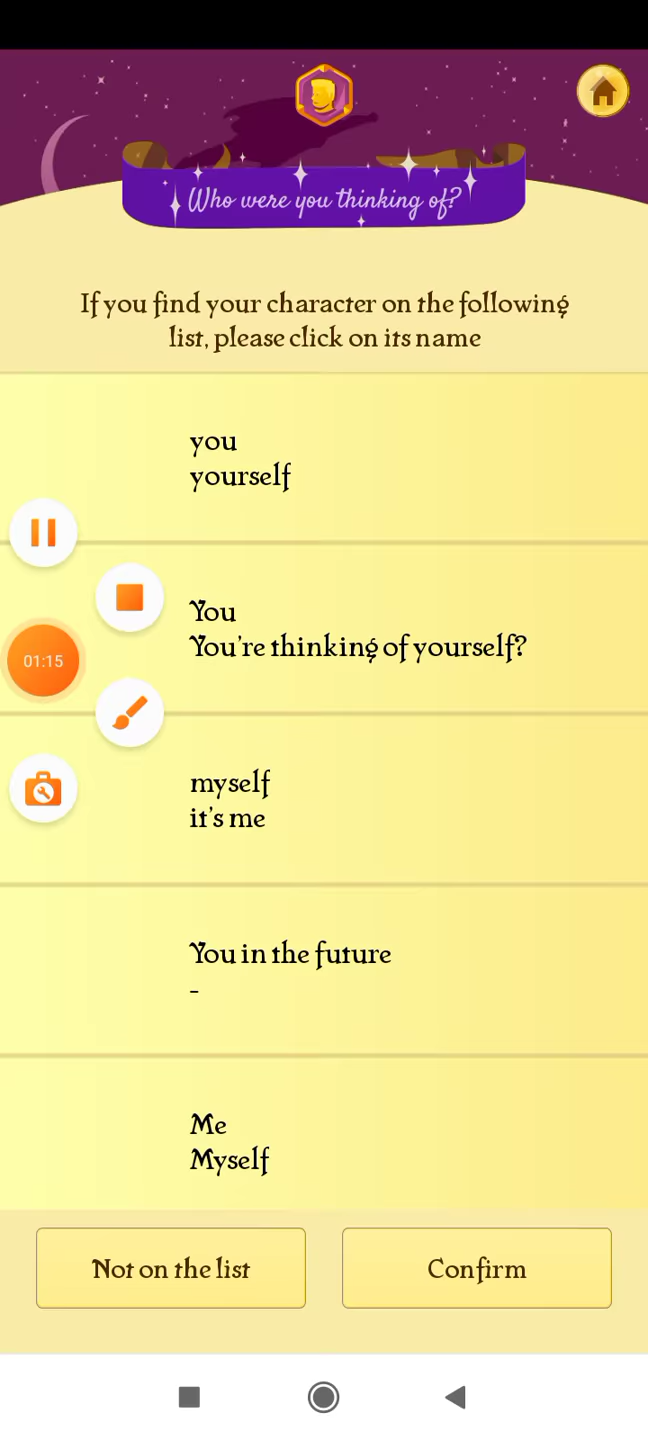 Who were you thinking of?
If you find your character on the following
list, please click on its name
you
yourself
You
You're thinking of yourself?
01:15
myself
it's me
You in the future
-
Me
Myself
Not on the list
Confirm